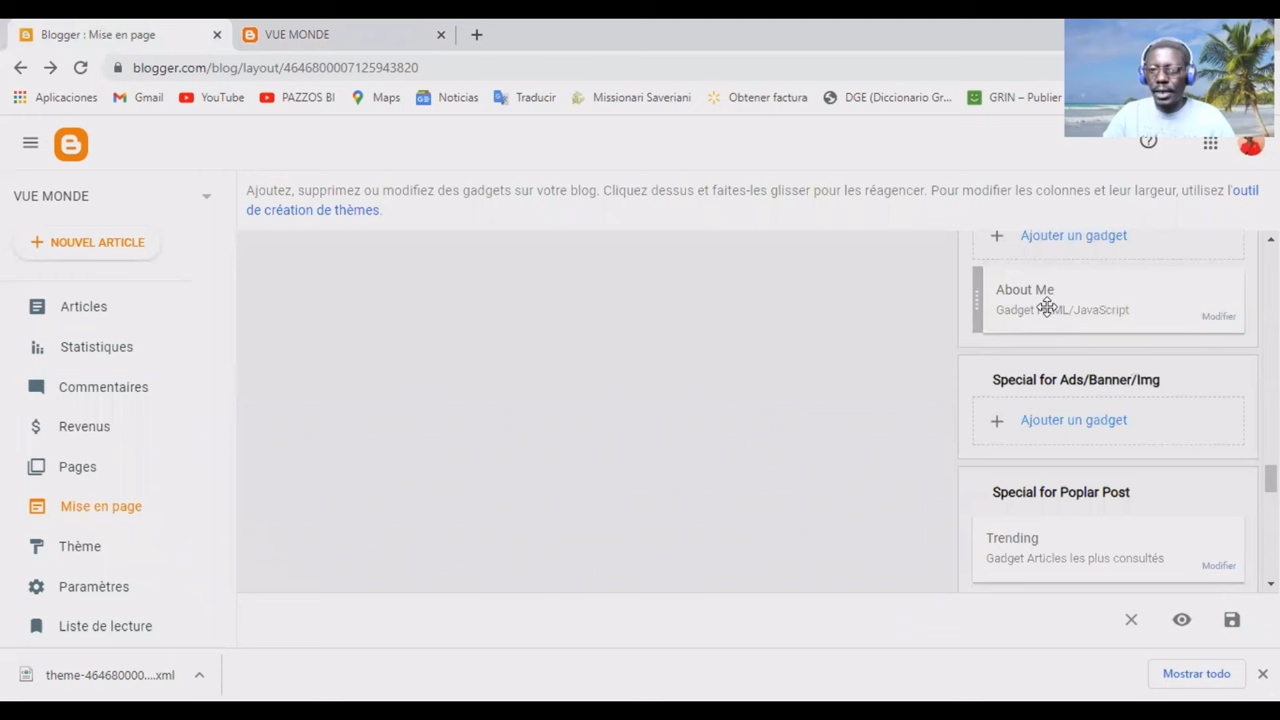 Blogger : Mise en page
VUE MONDE
blogger.com/blog/layout/4646800007125943820
Aplicaciones
Gmail
YouTube
PAZZOS BI
Maps
Noticias
Traducir
Missionari Saveriani
Obtener factura
DGE (Diccionario Gr...
GRIN – Publier
VUE MONDE
Ajoutez, supprimez ou modifiez des gadgets sur votre blog. Cliquez dessus et faites-les glisser pour les réagencer. Pour modifier les colonnes et leur largeur, utilisez l'outil
de création de thèmes.
+ NOUVEL ARTICLE
Articles
Statistiques
Commentaires
Revenus
Pages
Mise en page
Thème
Paramètres
Liste de lecture
+ Ajouter un gadget
About Me
Gadget HTML/JavaScript
Modifier
Special for Ads/Banner/Img
+ Ajouter un gadget
Special for Poplar Post
Trending
Gadget Articles les plus consultés
Modifier
theme-464680000....xml
Mostrar todo